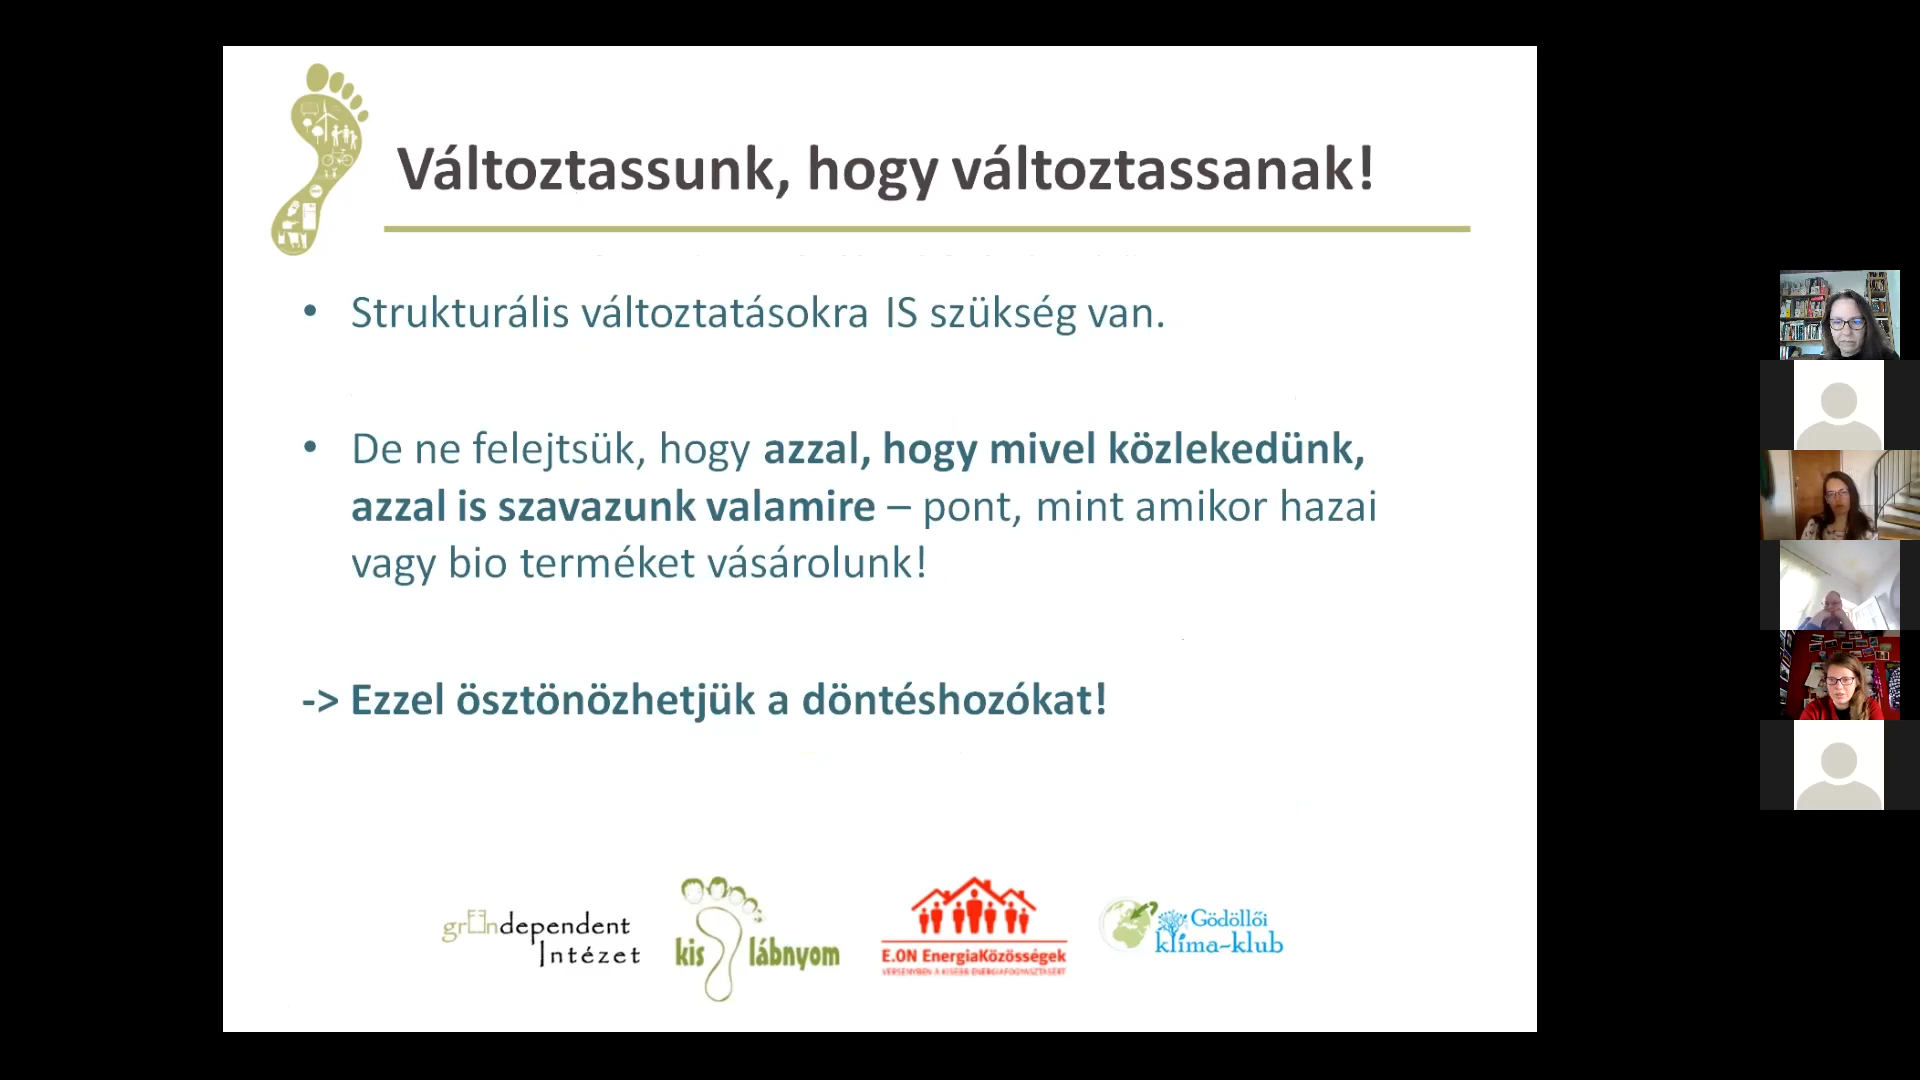 Változtassunk, hogy változtassanak!
• Strukturális változtatásokra IS szükség van.
• De ne felejtsük, hogy azzal, hogy mivel közlekedünk,
azzal is szavazunk valamire – pont, mint amikor hazai
vagy bio terméket vásárolunk!
-> Ezzel ösztönözhetjük a döntéshozókat!
gründependent
Intézet
kis lábnyom
E.ON EnergiaKözösségek
VERSENYBEN A KISEBB ENERGIAFOGYASZTÁSÉRT
Gödöllői
klíma-klub